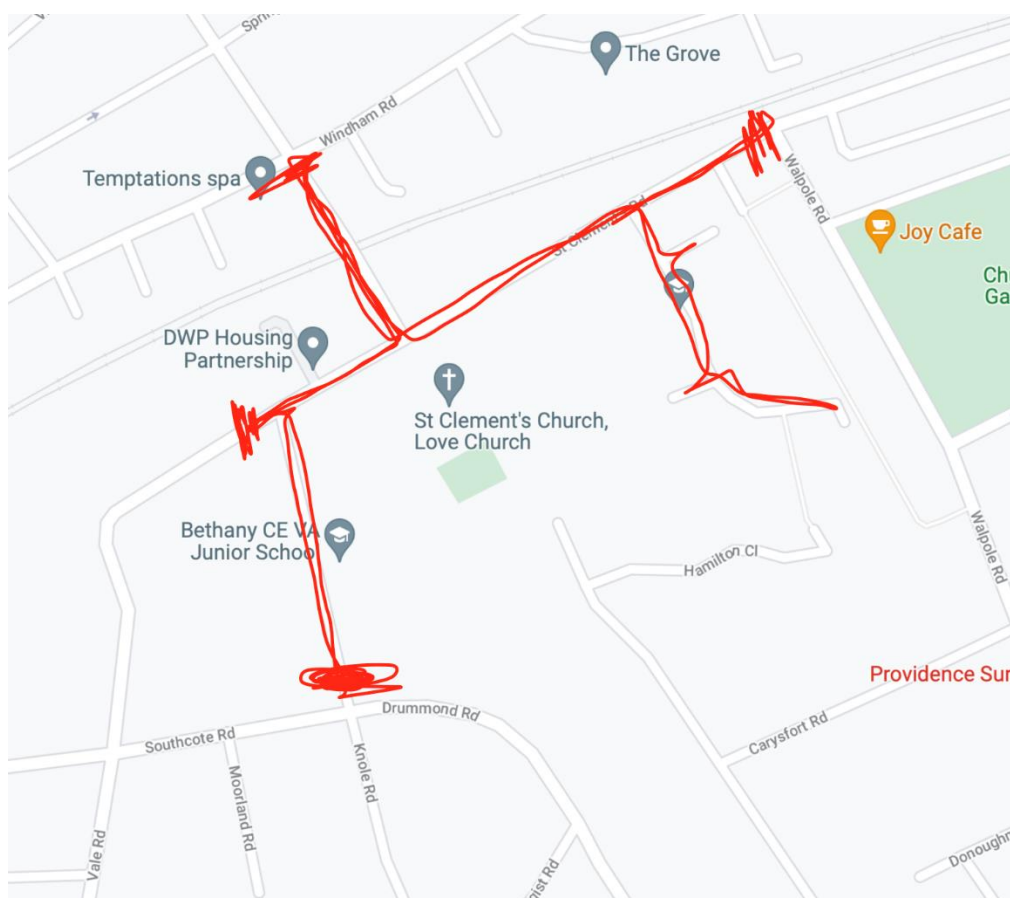 The Grove
Windham Rd
Temptations spa
Walpole Rd
Joy Cafe
DWP Housing
Partnership
St Clement's Church,
Love Church
Bethany CE VA
Junior School
Hamilton Cl
Walpole Rd
Providence Sur
Drummond Rd
Southcote Rd
Carysfort Rd
Knole Rd
Moorland Rd
Vale Rd